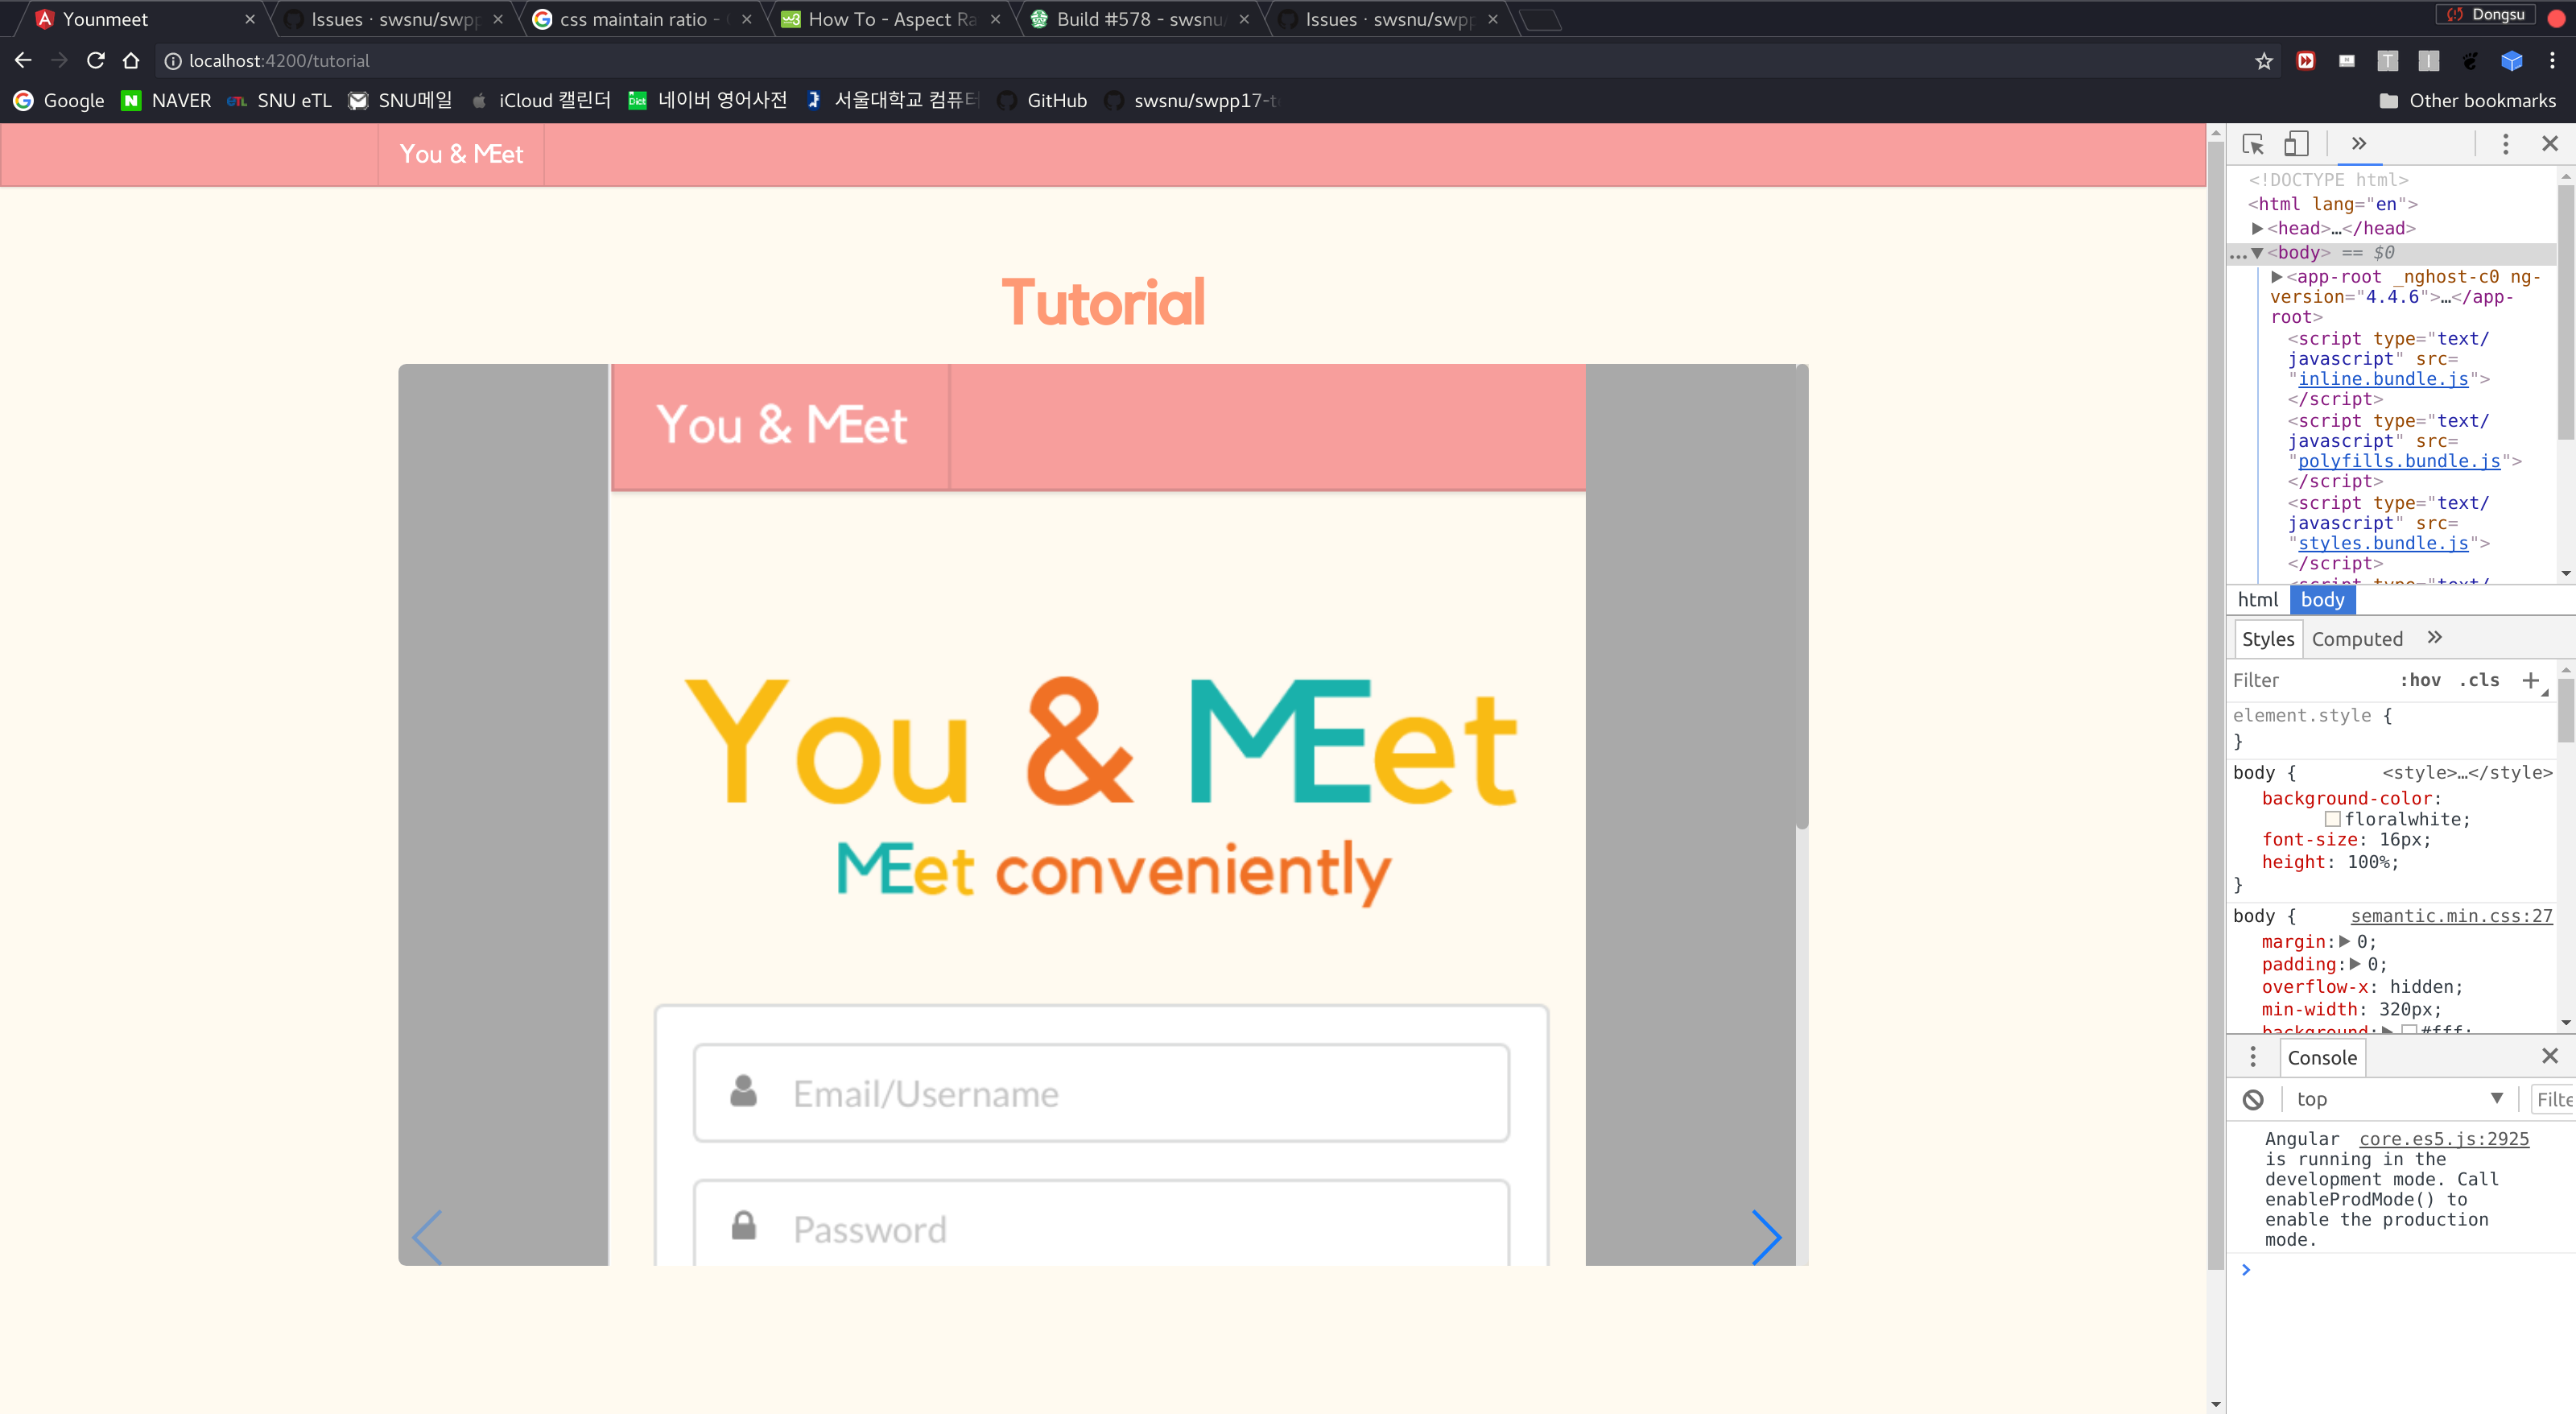 Younmeet
Issues · swsnu/swpp
css maintain ratio -
How To - Aspect Ra
Build #578 - swsnu/
Issues · swsnu/swpp
Dongsu
localhost:4200/tutorial
Google
NAVER
SNU eTL
SNU메일
iCloud 캘린더
네이버 영어사전
서울대학교 컴퓨터
GitHub
swsnu/swpp17-t
Other bookmarks
You & MEet
Tutorial
You & MEet
You & MEet
MEet conveniently
Email/Username
Password
<!DOCTYPE html>
<html lang="en">
<head>…</head>
<body> == $0
<app-root _nghost-c0 ng-
version="4.4.6">…</app-
root>
<script type="text/
javascript" src=
"inline.bundle.js">
</script>
<script type="text/
javascript" src=
"polyfills.bundle.js">
</script>
<script type="text/
javascript" src=
"styles.bundle.js">
</script>
<script type="text/
html body
Styles Computed »
Filter :hov .cls +
element.style {
}
body { <style>…</style>
background-color:
floralwhite;
font-size: 16px;
height: 100%;
}
body { semantic.min.css:27
margin: 0;
padding: 0;
overflow-x: hidden;
min-width: 320px;
background: #fff;
Console
top Filte
Angular core.es5.js:2925
is running in the
development mode. Call
enableProdMode() to
enable the production
mode.